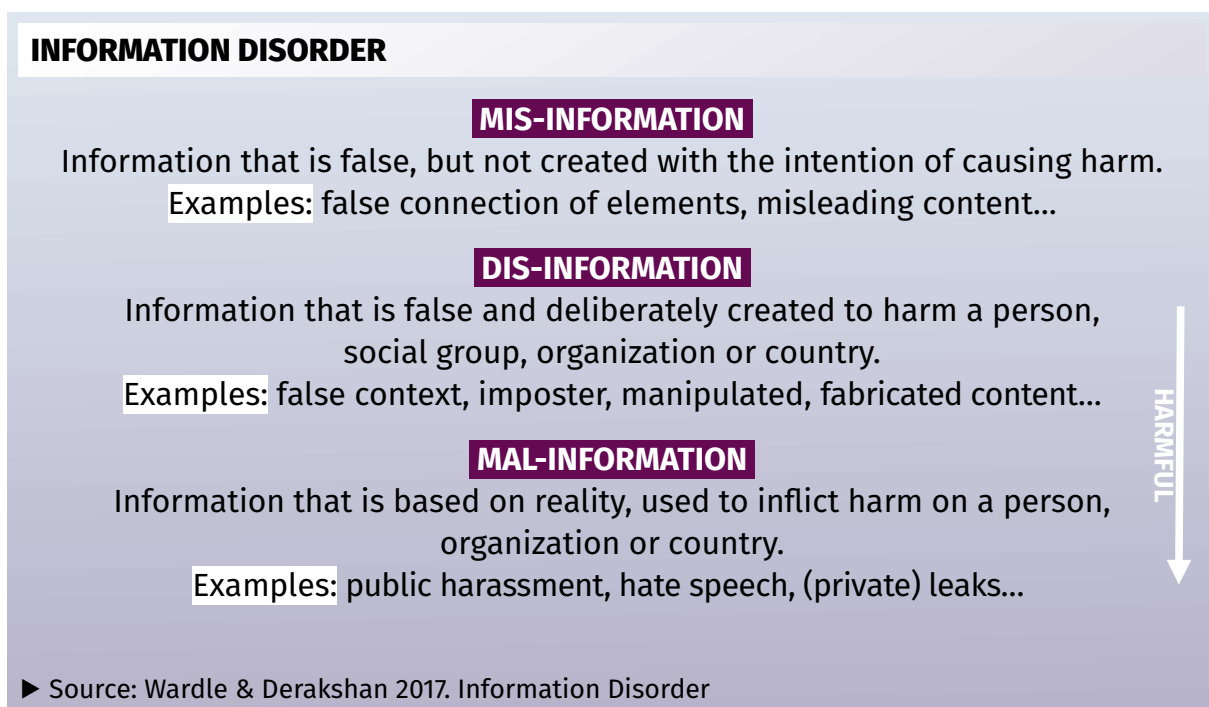 INFORMATION DISORDER
MIS-INFORMATION
Information that is false, but not created with the intention of causing harm.
Examples: false connection of elements, misleading content...
DIS-INFORMATION
Information that is false and deliberately created to harm a person,
social group, organization or country.
Examples: false context, imposter, manipulated, fabricated content...
HARMFUL
MAL-INFORMATION
Information that is based on reality, used to inflict harm on a person,
organization or country.
Examples: public harassment, hate speech, (private) leaks...
▶ Source: Wardle & Derakshan 2017. Information Disorder